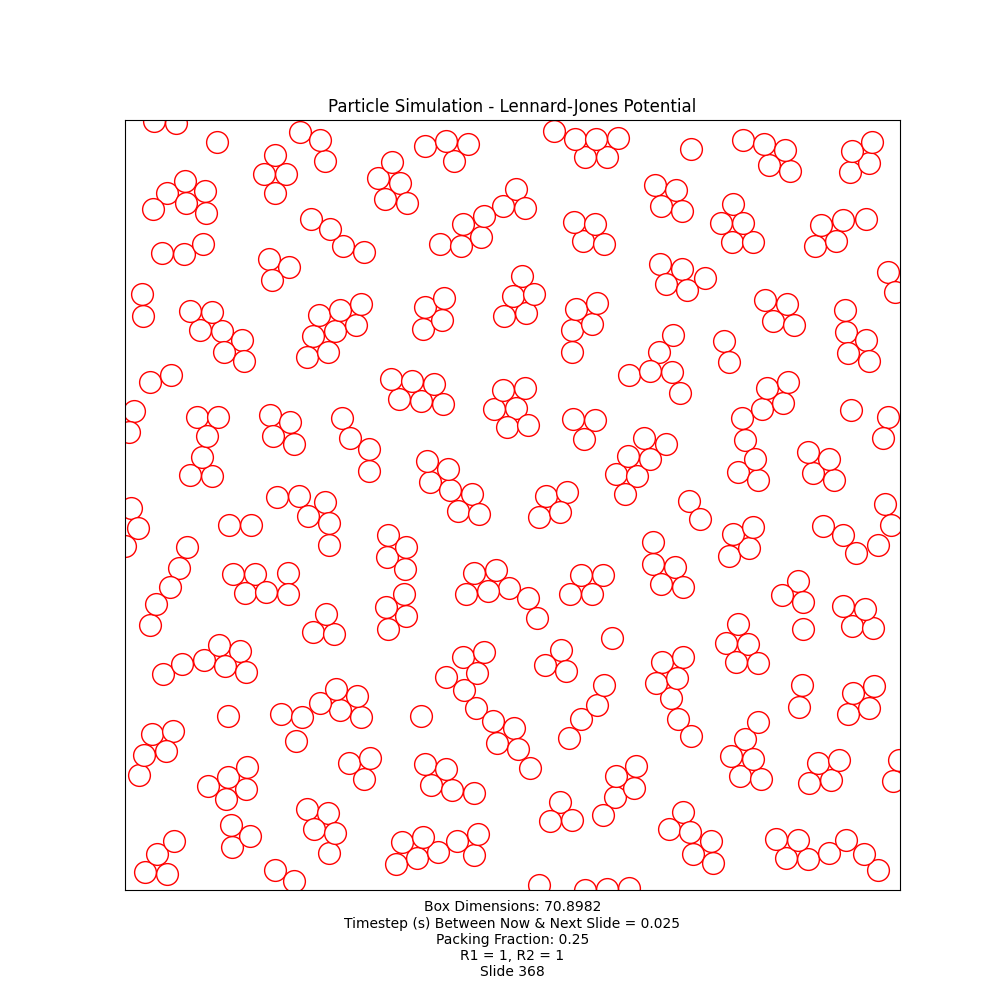 Particle Simulation - Lennard-Jones Potential
Box Dimensions: 70.8982
Timestep (s) Between Now & Next Slide = 0.025
Packing Fraction: 0.25
R1 = 1, R2 = 1
Slide 368